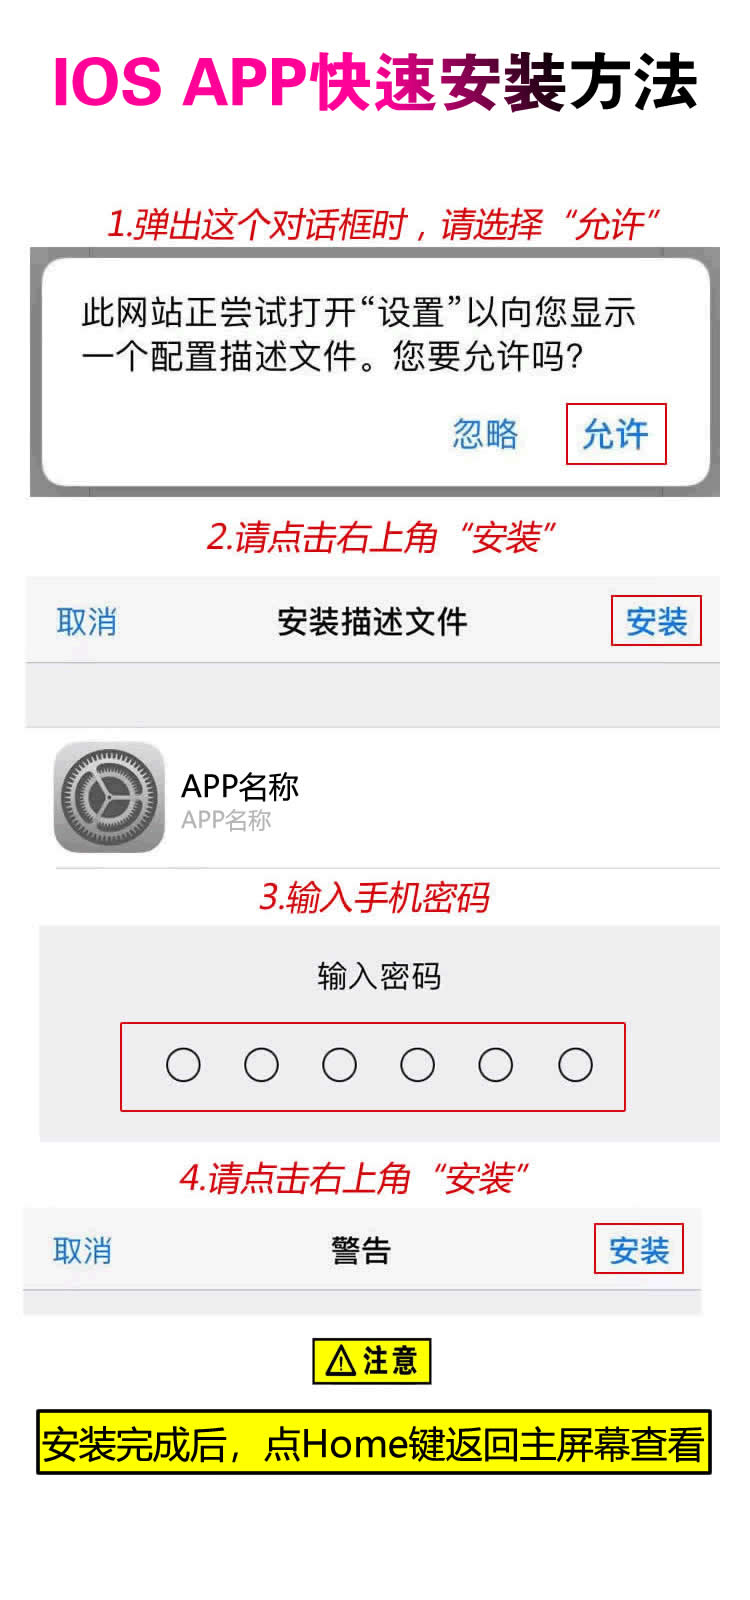 IOS APP快速安装方法
1.弹出这个对话框时，请选择“允许”
此网站正尝试打开“设置”以向您显示
一个配置描述文件。您要允许吗？
忽略 允许
2.请点击右上角“安装”
取消 安装描述文件 安装
APP名称
APP名称
3.输入手机密码
输入密码
4.请点击右上角“安装”
取消 警告 安装
注意
安装完成后，点Home键返回主屏幕查看